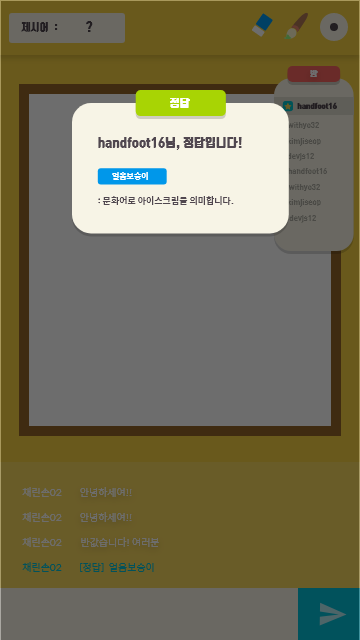 제시어 : ?
짱
handfoot16
withyu32
simjiseop
devjs12
handfoot16
withyu32
simjiseop
devjs12
정답
handfoot16님, 정답입니다!
얼음보숭이
: 문화어로 아이스크림을 의미합니다.
채린손02 안녕하세여!!
채린손02 안녕하세여!!
채린손02 반갑습니다! 여러분
채린손02 [정답] 얼음보숭이